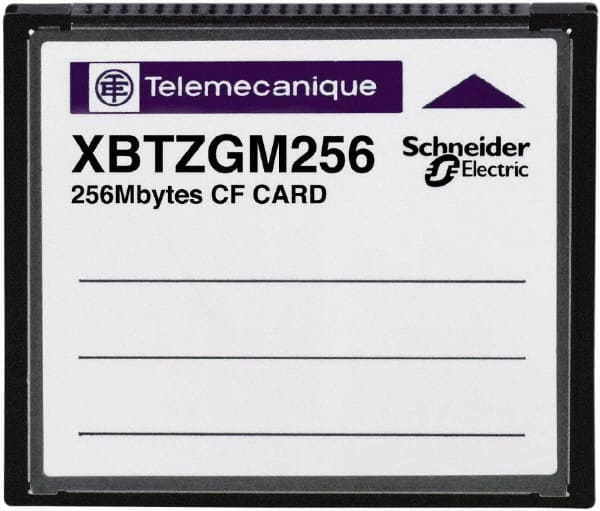 Telemecanique
XBTZGM256
Schneider
Electric
256Mbytes CF CARD